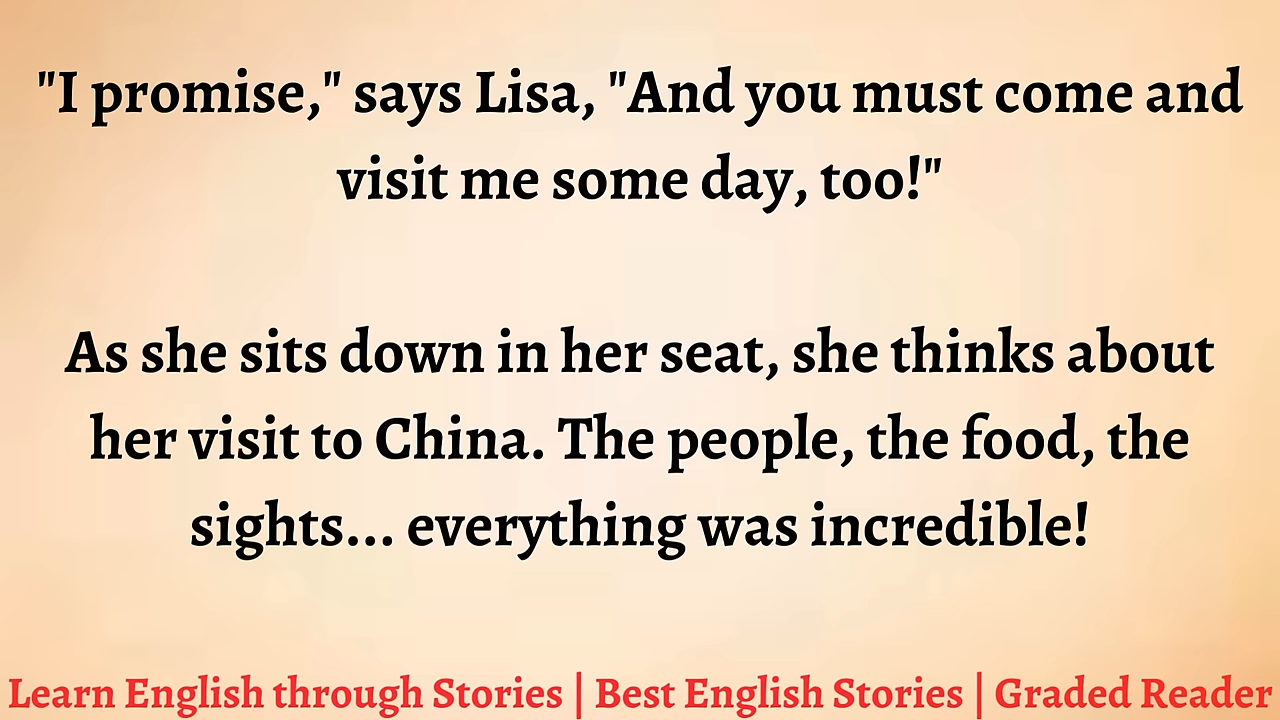 "I promise," says Lisa, "And you must come and
visit me some day, too!"
As she sits down in her seat, she thinks about
her visit to China. The people, the food, the
sights... everything was incredible!
Learn English through Stories | Best English Stories | Graded Reader